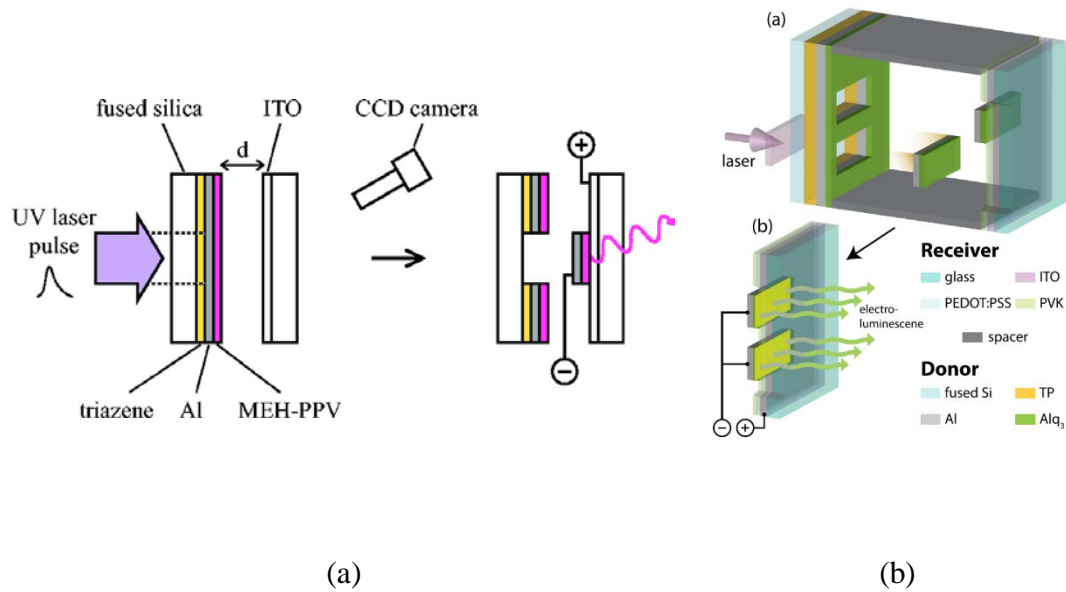 fused silica
ITO
CCD camera
d
+
UV laser
pulse
triazene
Al
MEH-PPV
−
(a)
laser
(b)
Receiver
glass
ITO
PEDOT:PSS
PVK
spacer
electro-
luminescene
Donor
fused Si
TP
Al
Alq3
− +
(a)
(b)